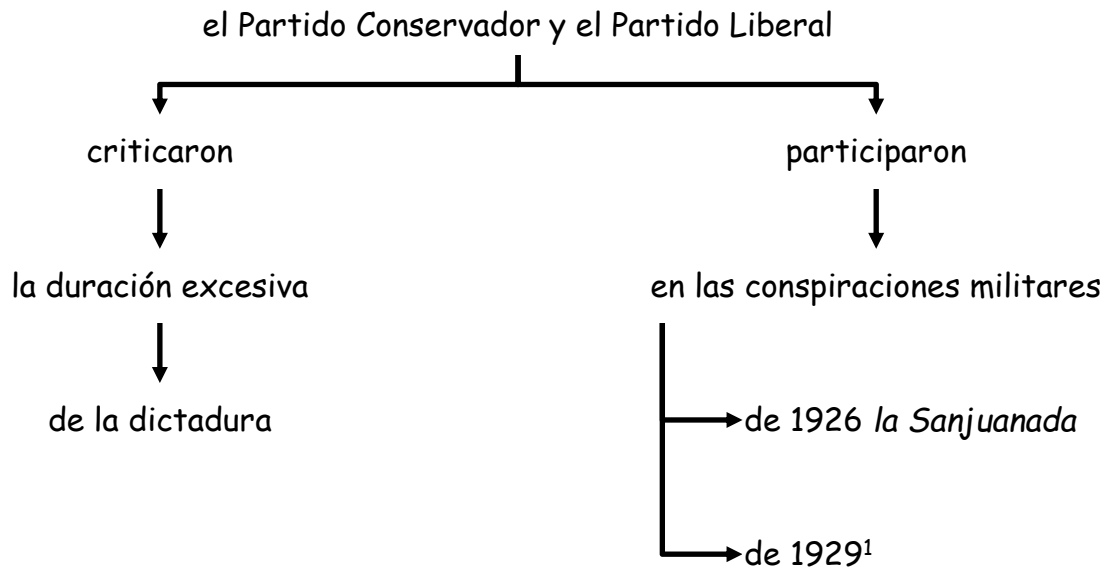 el Partido Conservador y el Partido Liberal
criticaron
la duración excesiva
de la dictadura
participaron
en las conspiraciones militares
de 1926 la Sanjuanada
de 1929¹